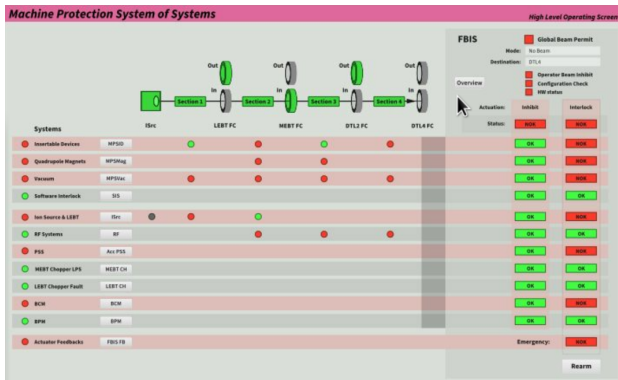 Machine Protection System of Systems
High Level Operating Screen
FBIS
Global Beam Permit
Mode: No Beam
Destination: DTL4
Overview
Operator Beam Inhibit
Configuration Check
HW status
Actuation: Inhibit Interlock
Status: NOK NOK
Out Out Out Out
In In In In
Section 1 Section 2 Section 3 Section 4
Systems
ISrc LEBT FC MEBT FC DTL2 FC DTL4 FC
Insertable Devices MPSID OK NOK
Quadrupole Magnets MPSMag OK NOK
Vacuum MPSVac OK NOK
Software Interlock SIS OK OK
Ion Source & LEBT ISrc OK NOK
RF Systems RF OK OK
PSS Acc PSS OK NOK
MEBT Chopper LPS MEBT CH OK OK
LEBT Chopper Fault LEBT CH OK OK
BCM BCM OK NOK
BPM BPM OK OK
Actuator Feedbacks FBIS FB Emergency: NOK
Rearm